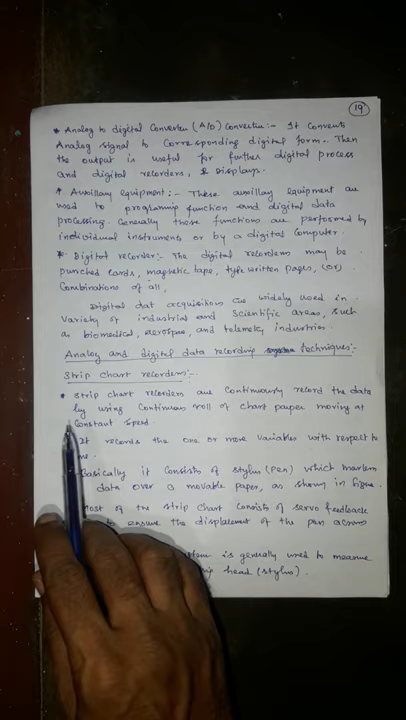 19
* Analog to digital Converter (A/D) Converter:- It Converts
Analog signal to Corresponding digital form. Then
the output is useful for further digital process
and digital recorders, & Displays.
* Auxillary equipment:- These auxillary equipment are
used to programing function and digital data
processing. Generally these functions are performed by
individual instruments or by a digital Computer.
* Digital recorder:- The digital recorders may be
punched cards, magnetic tape, type written pages, (or)
Combinations of all,
Digital dat acquisitions are widely used in
Variety of industrial and Scientific areas, Such
as biomedical, aerospace, and telemetry industries.
Analog and digital data recording Techniques:-
Strip Chart recorders:-
* Strip chart recorders are Continuously record the data
by using Continuous roll of Chart paper moving at
Constant Speed.
It records the one or more variables with respect to
Basically it Consists of stylus (Pen) which marks
data over a movable paper, as shown in figure.
Most of the strip Chart Consists of Servo feedback
to ensure the displacement of the pen across
is generally used to measure
head (stylus).